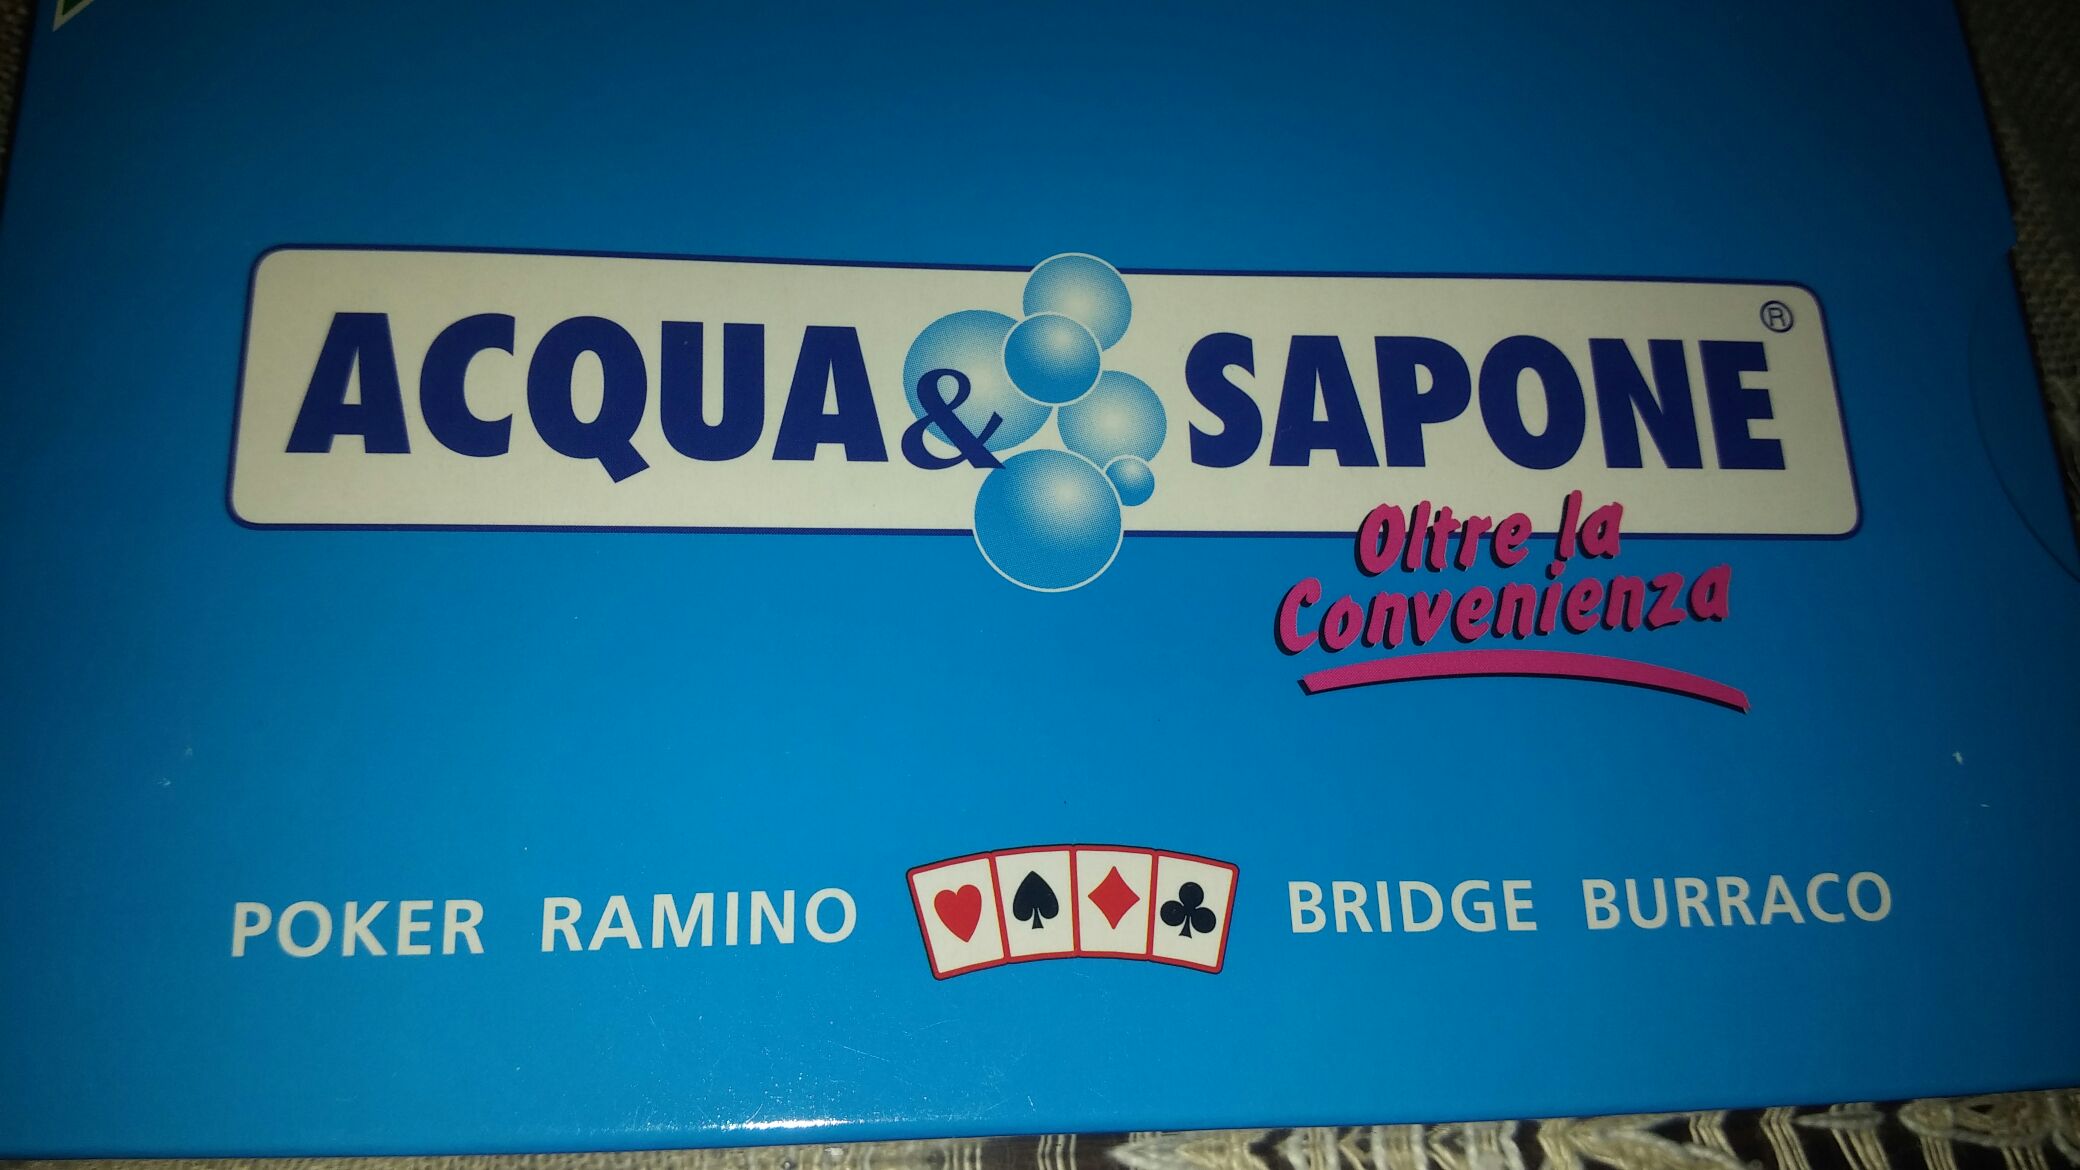 ACQUA & SAPONE ®
Oltre la
Convenienza
POKER RAMINO BRIDGE BURRACO